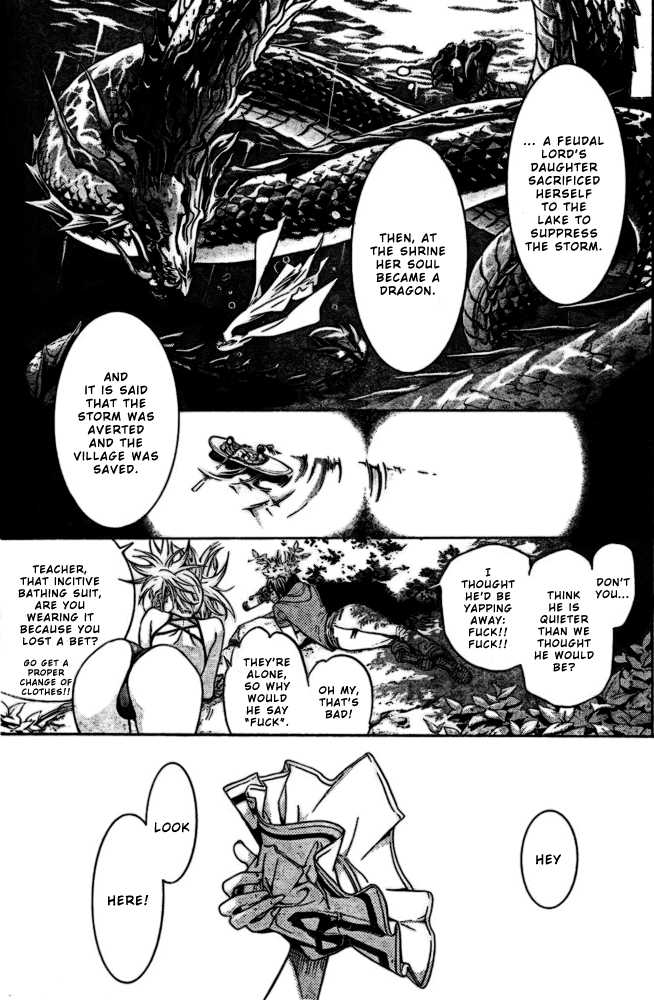 ... A FEUDAL
LORD'S
DAUGHTER
SACRIFICED
HERSELF
TO THE
LAKE TO
SUPPRESS
THE STORM.
THEN, AT
THE SHRINE
HER SOUL
BECAME A
DRAGON.
AND
IT IS SAID
THAT THE
STORM WAS
AVERTED
AND THE
VILLAGE WAS
SAVED.
DON'T
YOU...
THINK
HE IS
QUIETER
THAN WE
THOUGHT
HE WOULD
BE?
I
THOUGHT
HE'D BE
YAPPING
AWAY:
FUCK!!
FUCK!!
OH MY,
THAT'S
BAD!
THEY'RE
ALONE,
SO WHY
WOULD
HE SAY
"FUCK".
TEACHER,
THAT INCITIVE
BATHING SUIT,
ARE YOU
WEARING IT
BECAUSE YOU
LOST A BET?
GO GET A
PROPER
CHANGE OF
CLOTHES!!
HEY
LOOK
HERE!